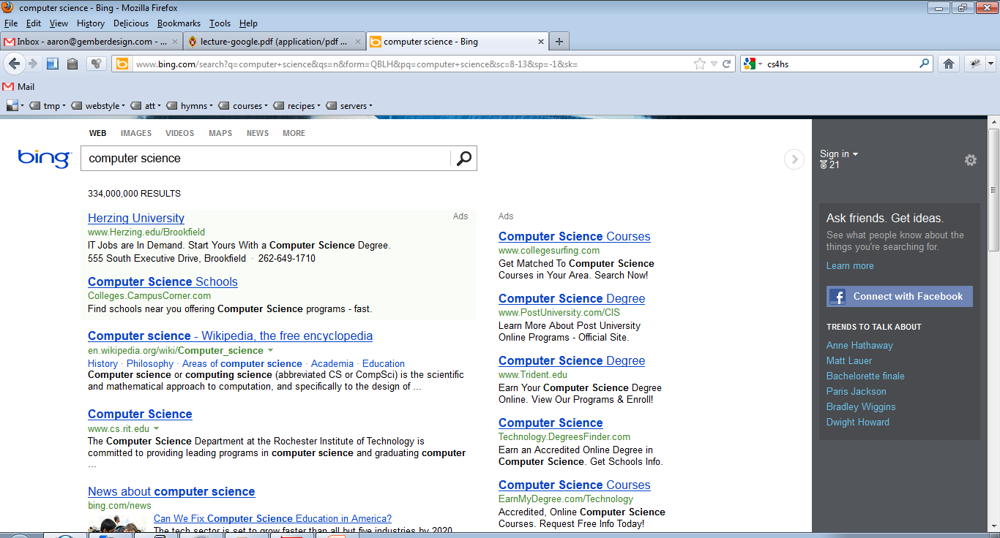 computer science - Bing - Mozilla Firefox
File Edit View History Delicious Bookmarks Tools Help
Inbox - aaron@gemberdesign.com - ...
lecture-google.pdf (application/pdf ...
computer science - Bing
www.bing.com/search?q=computer+science&qs=n&form=QBLH&pq=computer+science&sc=8-13&sp=-1&sk=
cs4hs
Mail
tmp webstyle att hymns courses recipes servers
WEB IMAGES VIDEOS MAPS NEWS MORE
bing
computer science
334,000,000 RESULTS
Ads
Herzing University
www.Herzing.edu/Brookfield
IT Jobs are In Demand. Start Yours With a Computer Science Degree.
555 South Executive Drive, Brookfield · 262-649-1710
Computer Science Schools
Colleges.CampusCorner.com
Find schools near you offering Computer Science programs - fast.
Computer science - Wikipedia, the free encyclopedia
en.wikipedia.org/wiki/Computer_science
History · Philosophy · Areas of computer science · Academia · Education
Computer science or computing science (abbreviated CS or CompSci) is the scientific
and mathematical approach to computation, and specifically to the design of ...
Computer Science
www.cs.rit.edu
The Computer Science Department at the Rochester Institute of Technology is
committed to providing leading programs in computer science and graduating computer
...
News about computer science
bing.com/news
Can We Fix Computer Science Education in America?
The tech sector is set to grow faster than all but five industries by 2020
Ads
Computer Science Courses
www.collegesurfing.com
Get Matched To Computer Science
Courses in Your Area. Search Now!
Computer Science Degree
www.PostUniversity.com/CIS
Learn More About Post University
Online Programs - Official Site.
Computer Science Degree
www.Trident.edu
Earn Your Computer Science Degree
Online. View Our Programs & Enroll!
Computer Science
Technology.DegreesFinder.com
Earn an Accredited Online Degree in
Computer Science. Get Schools Info.
Computer Science Courses
EarnMyDegree.com/Technology
Accredited, Online Computer Science
Courses. Request Free Info Today!
Sign in
21
Ask friends. Get ideas.
See what people know about the
things you're searching for.
Learn more
Connect with Facebook
TRENDS TO TALK ABOUT
Anne Hathaway
Matt Lauer
Bachelorette finale
Paris Jackson
Bradley Wiggins
Dwight Howard